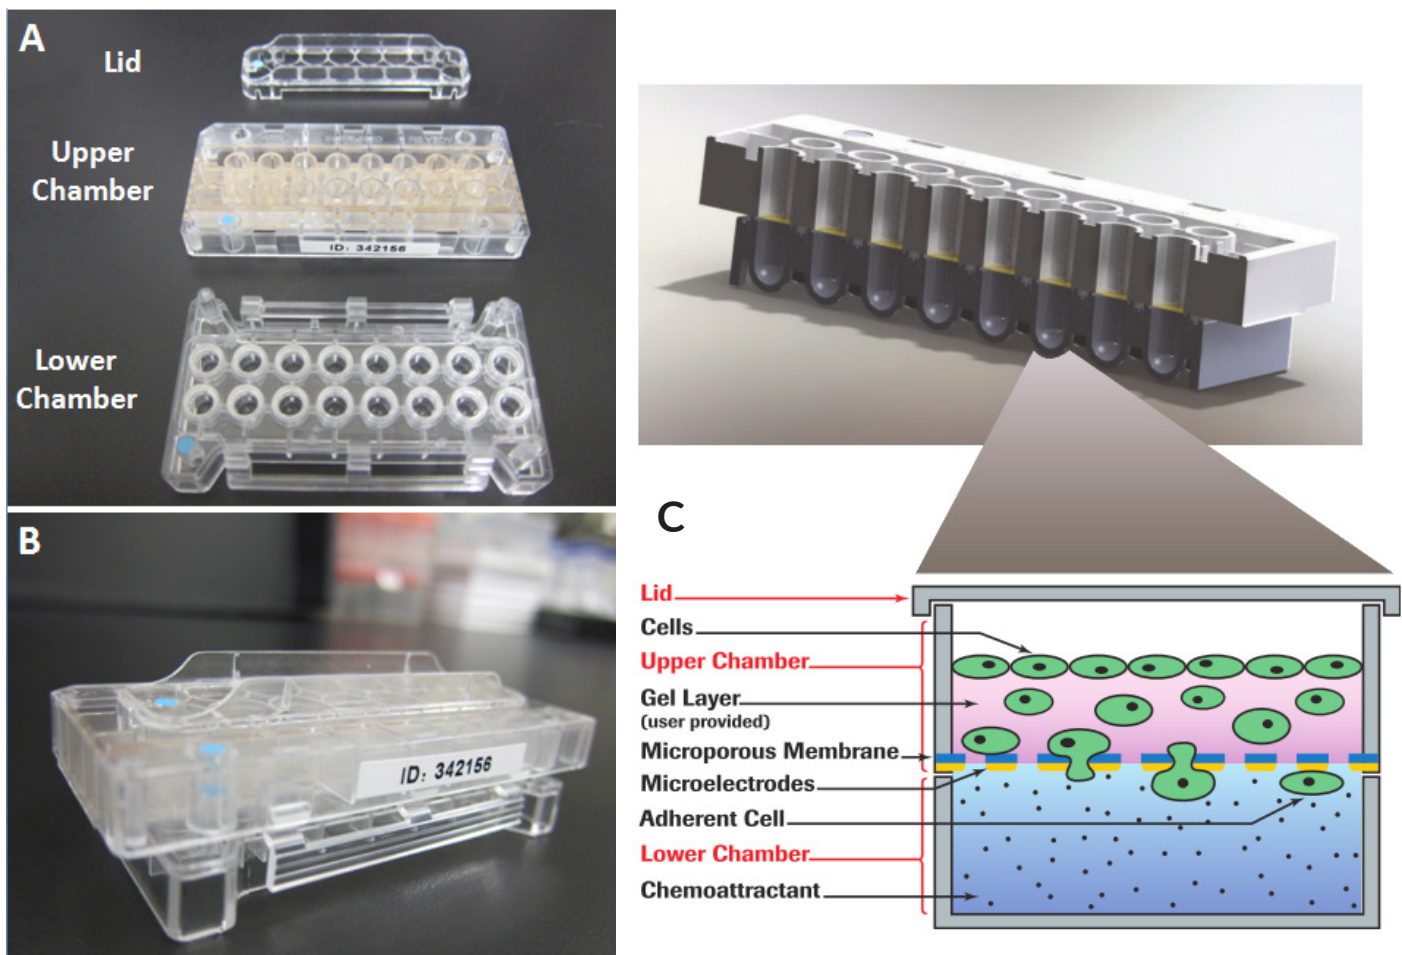 A
Lid
Upper
Chamber
ID: 342156
Lower
Chamber
B
ID: 342156
C
Lid
Cells
Upper Chamber
Gel Layer
(user provided)
Microporous Membrane
Microelectrodes
Adherent Cell
Lower Chamber
Chemoattractant